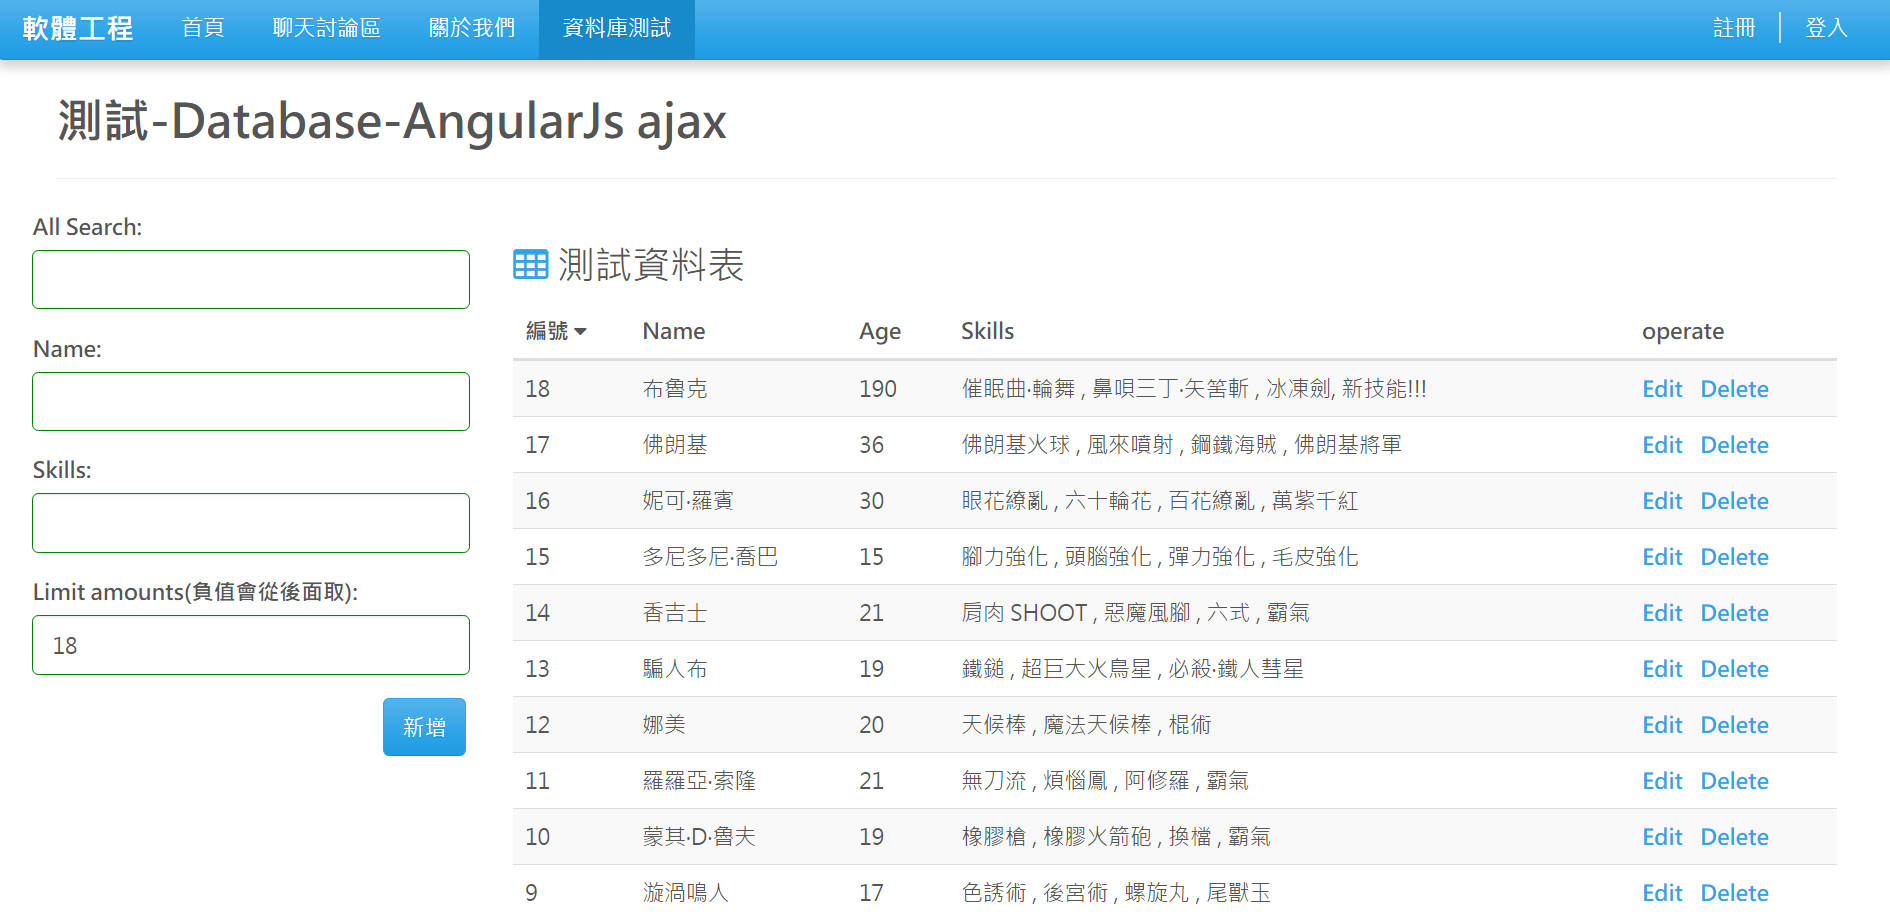 軟體工程 首頁 聊天討論區 關於我們 資料庫測試 註冊 登入
測試-Database-AngularJs ajax
All Search:
Name:
Skills:
Limit amounts(負值會從後面取):
18
新增
測試資料表
編號 Name Age Skills operate
18 布魯克 190 催眠曲·輪舞 , 鼻唄三丁·矢筈斬 , 冰凍劍, 新技能!!! Edit Delete
17 佛朗基 36 佛朗基火球 , 風來噴射 , 鋼鐵海賊 , 佛朗基將軍 Edit Delete
16 妮可·羅賓 30 眼花繚亂 , 六十輪花 , 百花繚亂 , 萬紫千紅 Edit Delete
15 多尼多尼·喬巴 15 腳力強化 , 頭腦強化 , 彈力強化 , 毛皮強化 Edit Delete
14 香吉士 21 肩肉 SHOOT , 惡魔風腳 , 六式 , 霸氣 Edit Delete
13 騙人布 19 鐵鎚 , 超巨大火鳥星 , 必殺·鐵人彗星 Edit Delete
12 娜美 20 天候棒 , 魔法天候棒 , 棍術 Edit Delete
11 羅羅亞·索隆 21 無刀流 , 煩惱鳳 , 阿修羅 , 霸氣 Edit Delete
10 蒙其·D·魯夫 19 橡膠槍 , 橡膠火箭砲 , 換檔 , 霸氣 Edit Delete
9 漩渦鳴人 17 色誘術 , 後宮術 , 螺旋丸 , 尾獸玉 Edit Delete